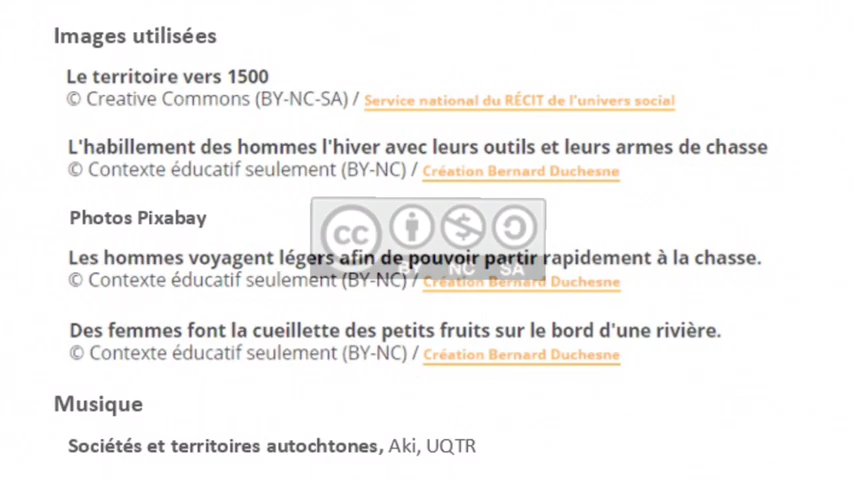 Images utilisées
Le territoire vers 1500
© Creative Commons (BY-NC-SA) / Service national du RÉCIT de l'univers social
L'habillement des hommes l'hiver avec leurs outils et leurs armes de chasse
© Contexte éducatif seulement (BY-NC) / Création Bernard Duchesne
Photos Pixabay
cc
Les hommes voyagent légers afin de pouvoir partir rapidement à la chasse.
BY NC SA
© Contexte éducatif seulement (BY-NC) / Création Bernard Duchesne
Des femmes font la cueillette des petits fruits sur le bord d'une rivière.
© Contexte éducatif seulement (BY-NC) / Création Bernard Duchesne
Musique
Sociétés et territoires autochtones, Aki, UQTR